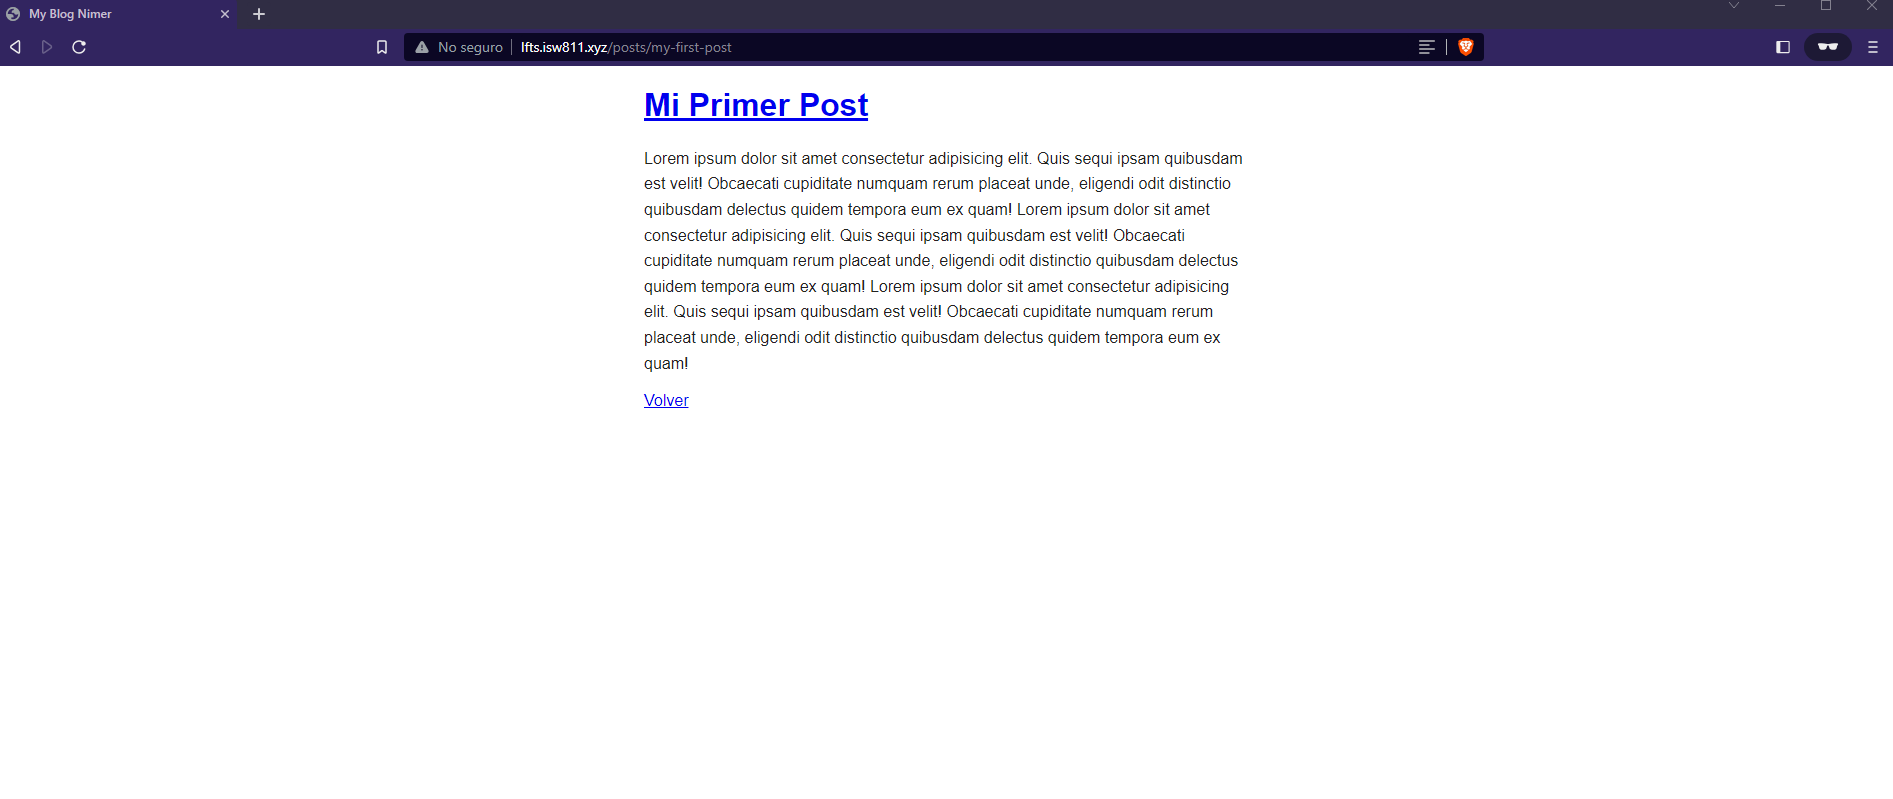 My Blog Nimer
No seguro
lfts.isw811.xyz/posts/my-first-post
Mi Primer Post
Lorem ipsum dolor sit amet consectetur adipisicing elit. Quis sequi ipsam quibusdam
est velit! Obcaecati cupiditate numquam rerum placeat unde, eligendi odit distinctio
quibusdam delectus quidem tempora eum ex quam! Lorem ipsum dolor sit amet
consectetur adipisicing elit. Quis sequi ipsam quibusdam est velit! Obcaecati
cupiditate numquam rerum placeat unde, eligendi odit distinctio quibusdam delectus
quidem tempora eum ex quam! Lorem ipsum dolor sit amet consectetur adipisicing
elit. Quis sequi ipsam quibusdam est velit! Obcaecati cupiditate numquam rerum
placeat unde, eligendi odit distinctio quibusdam delectus quidem tempora eum ex
quam!
Volver